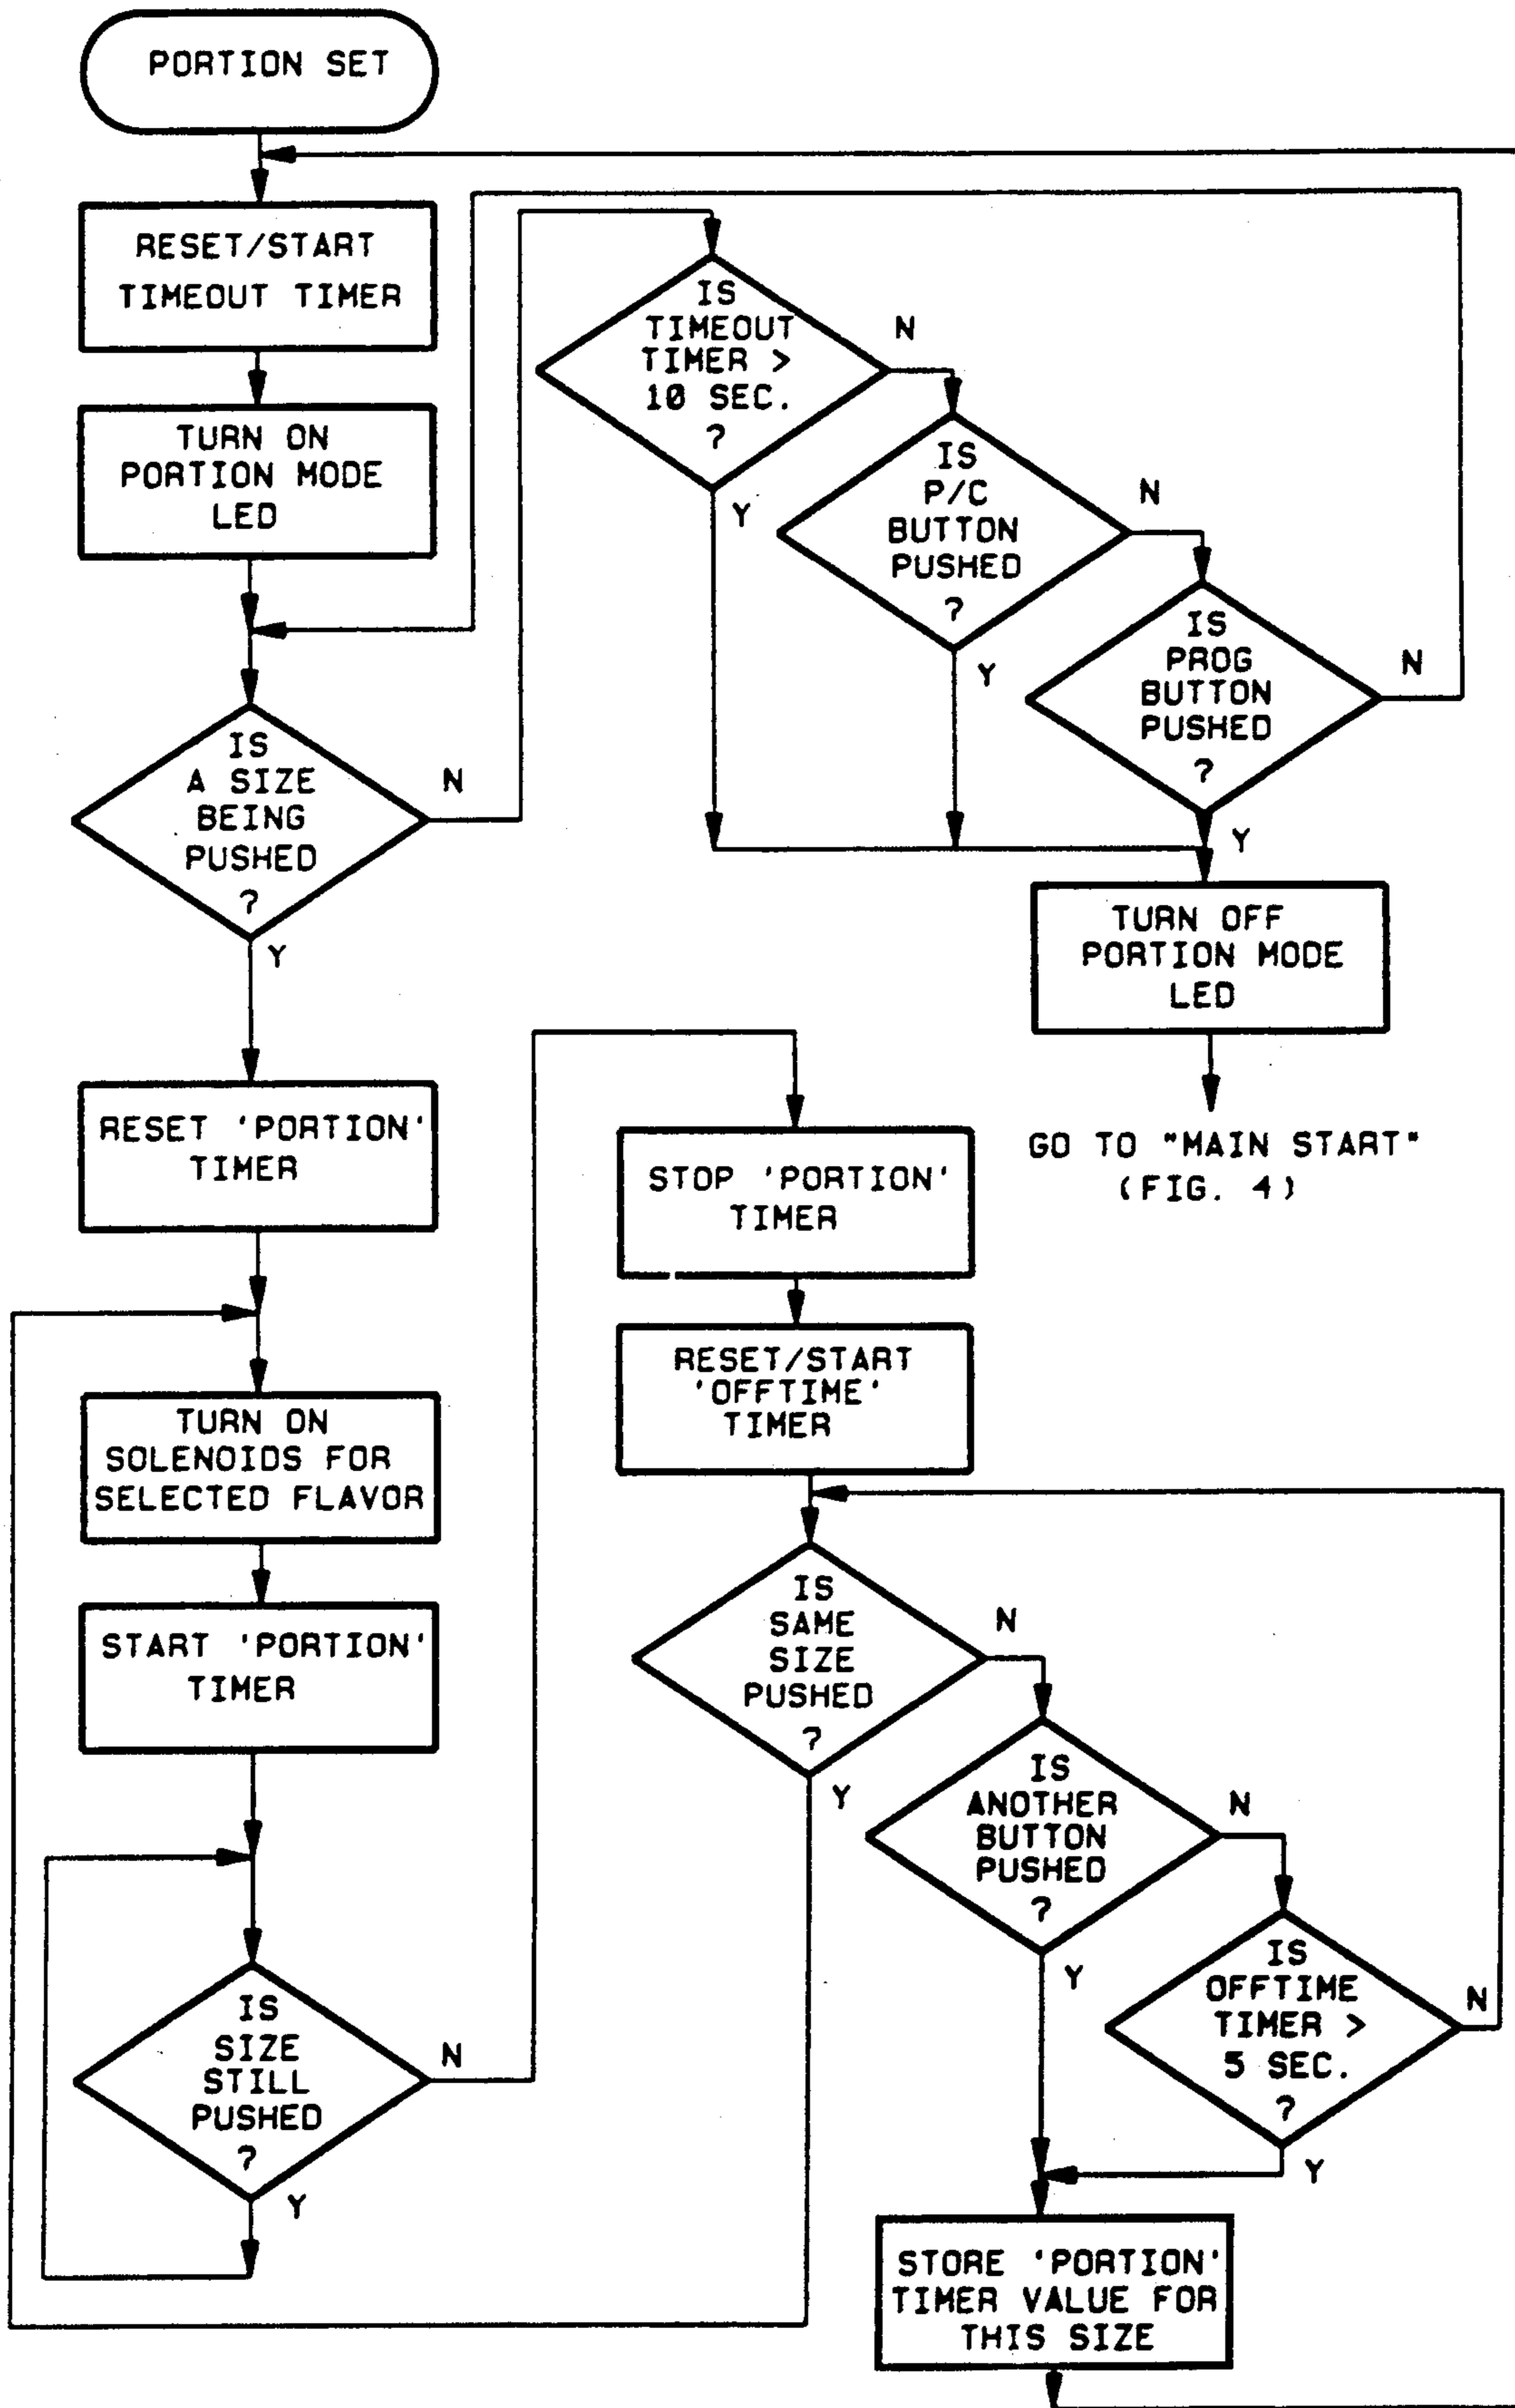 PORTION SET
RESET/START
TIMEOUT TIMER
TURN ON
PORTION MODE
LED
IS
A SIZE
BEING
PUSHED
?
N
Y
IS
TIMEOUT
TIMER >
10 SEC.
?
N
Y
IS
P/C
BUTTON
PUSHED
?
N
Y
IS
PROG
BUTTON
PUSHED
?
N
Y
TURN OFF
PORTION MODE
LED
GO TO "MAIN START"
(FIG. 4)
RESET 'PORTION'
TIMER
TURN ON
SOLENOIDS FOR
SELECTED FLAVOR
START 'PORTION'
TIMER
IS
SIZE
STILL
PUSHED
?
N
Y
STOP 'PORTION'
TIMER
RESET/START
'OFFTIME'
TIMER
IS
SAME
SIZE
PUSHED
?
N
Y
IS
ANOTHER
BUTTON
PUSHED
?
N
Y
IS
OFFTIME
TIMER >
5 SEC.
?
N
Y
STORE 'PORTION'
TIMER VALUE FOR
THIS SIZE